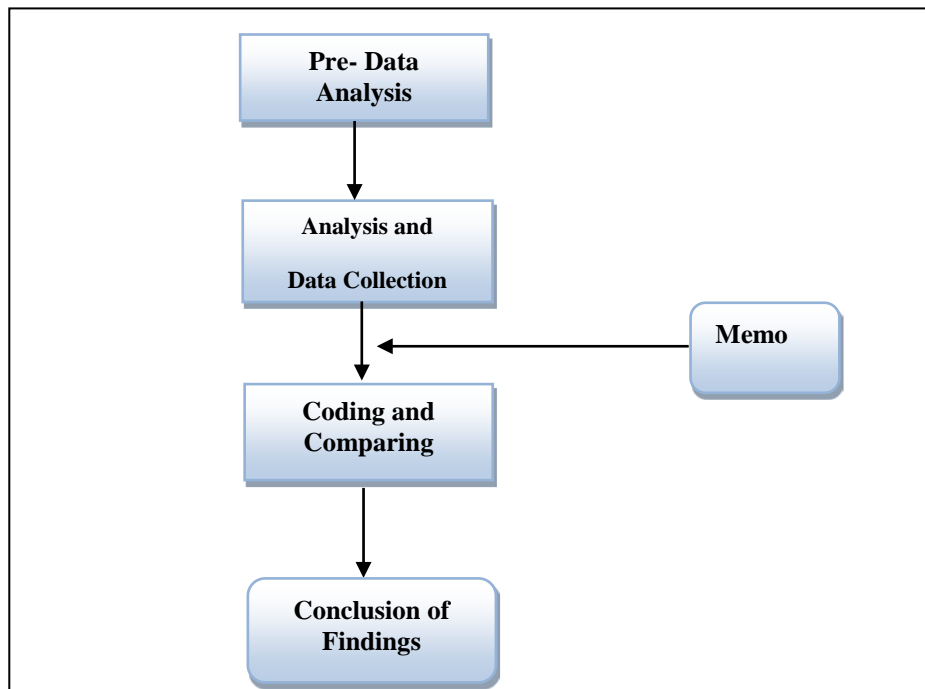 Pre- Data
Analysis
Analysis and
Data Collection
Memo
Coding and
Comparing
Conclusion of
Findings